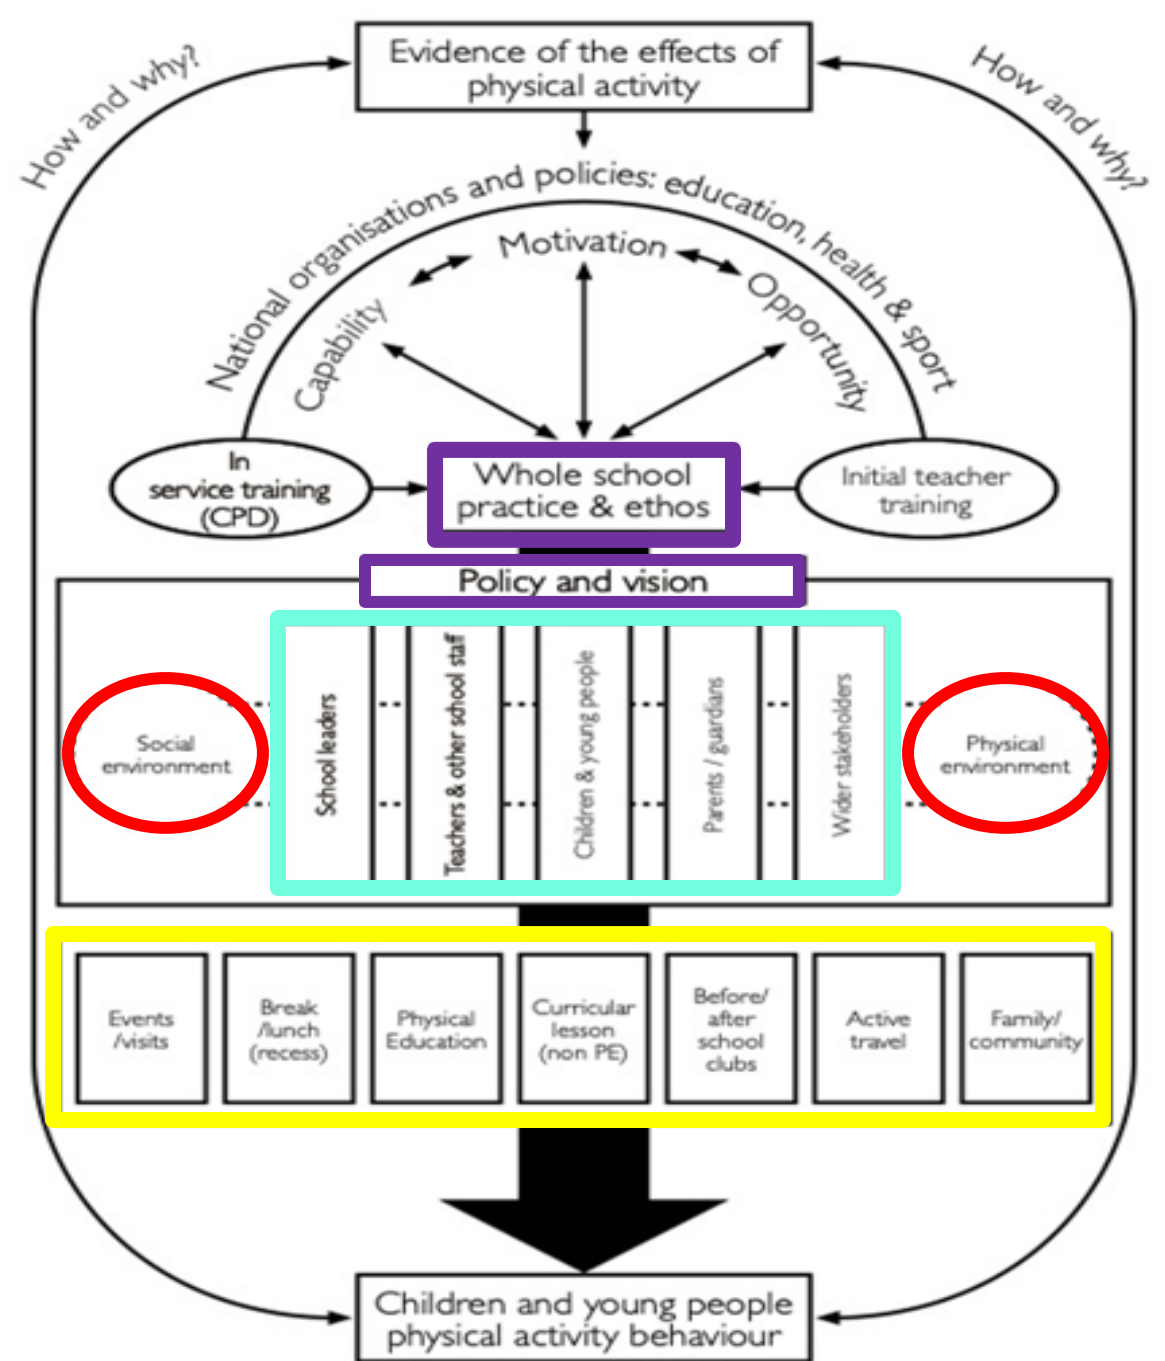 Evidence of the effects of
physical activity
How and why?
How and why?
National organisations and policies: education, health & sport
Motivation
Capability
Opportunity
In
service training
(CPD)
Whole school
practice & ethos
Initial teacher
training
Policy and vision
Social
environment
School leaders
Teachers & other school staff
Children & young people
Parents / guardians
Wider stakeholders
Physical
environment
Events
/visits
Break
/lunch
(recess)
Physical
Education
Curricular
lesson
(non PE)
Before/
after
school
clubs
Active
travel
Family/
community
Children and young people
physical activity behaviour